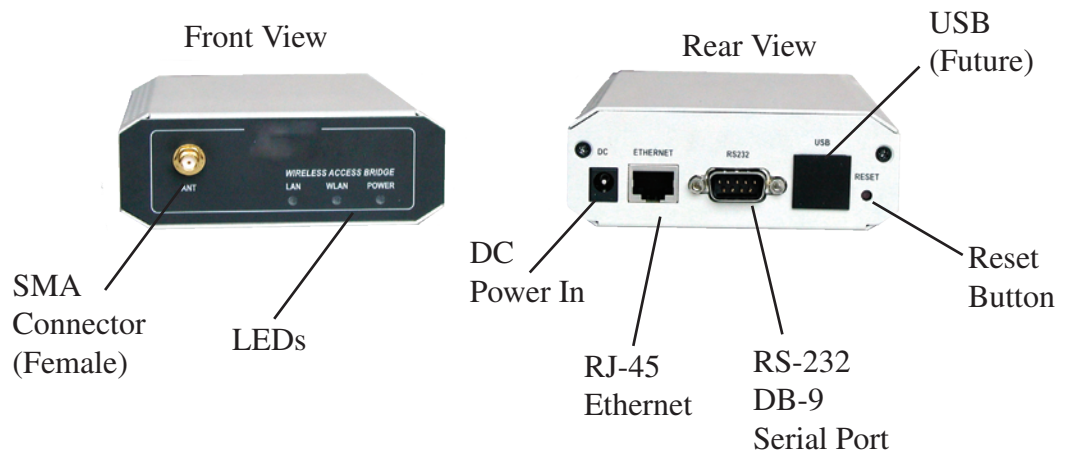 Front View
ANT
WIRELESS ACCESS BRIDGE
LAN WLAN POWER
SMA
Connector
(Female)
LEDs
Rear View
USB
(Future)
DC ETHERNET RS232 USB
RESET
DC
Power In
RJ-45
Ethernet
RS-232
DB-9
Serial Port
Reset
Button